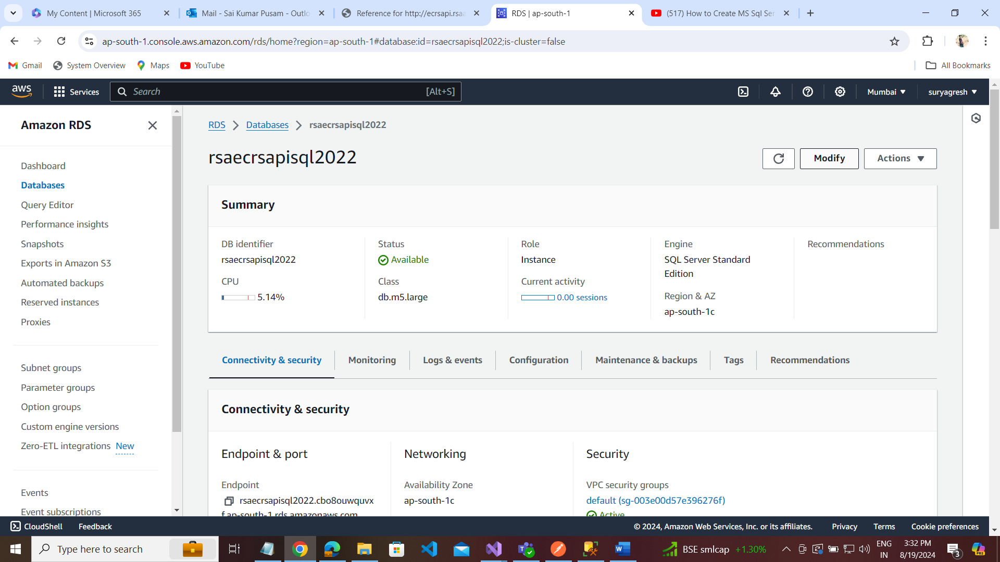 My Content | Microsoft 365
Mail - Sai Kumar Pusam - Outlo
Reference for http://ecrsapi.rsaa
RDS | ap-south-1
(517) How to Create MS Sql Ser
ap-south-1.console.aws.amazon.com/rds/home?region=ap-south-1#database:id=rsaecrsapisql2022;is-cluster=false
Gmail
System Overview
Maps
YouTube
All Bookmarks
aws
Services
Search
[Alt+S]
Mumbai
suryagresh
Amazon RDS
Dashboard
Databases
Query Editor
Performance insights
Snapshots
Exports in Amazon S3
Automated backups
Reserved instances
Proxies
Subnet groups
Parameter groups
Option groups
Custom engine versions
Zero-ETL integrations New
Events
Event subscriptions
RDS
Databases
rsaecrsapisql2022
rsaecrsapisql2022
Modify
Actions
Summary
DB identifier
rsaecrsapisql2022
CPU
5.14%
Status
Available
Class
db.m5.large
Role
Instance
Current activity
0.00 sessions
Engine
SQL Server Standard
Edition
Region & AZ
ap-south-1c
Recommendations
Connectivity & security
Monitoring
Logs & events
Configuration
Maintenance & backups
Tags
Recommendations
Connectivity & security
Endpoint & port
Endpoint
rsaecrsapisql2022.cbo8ouwquvx
f.ap-south-1.rds.amazonaws.com
Networking
Availability Zone
ap-south-1c
Security
VPC security groups
default (sg-003e00d57e396276f)
Active
CloudShell
Feedback
© 2024, Amazon Web Services, Inc. or its affiliates.
Privacy
Terms
Cookie preferences
Type here to search
BSE smlcap +1.30%
ENG
IN
3:32 PM
8/19/2024
3
PRE